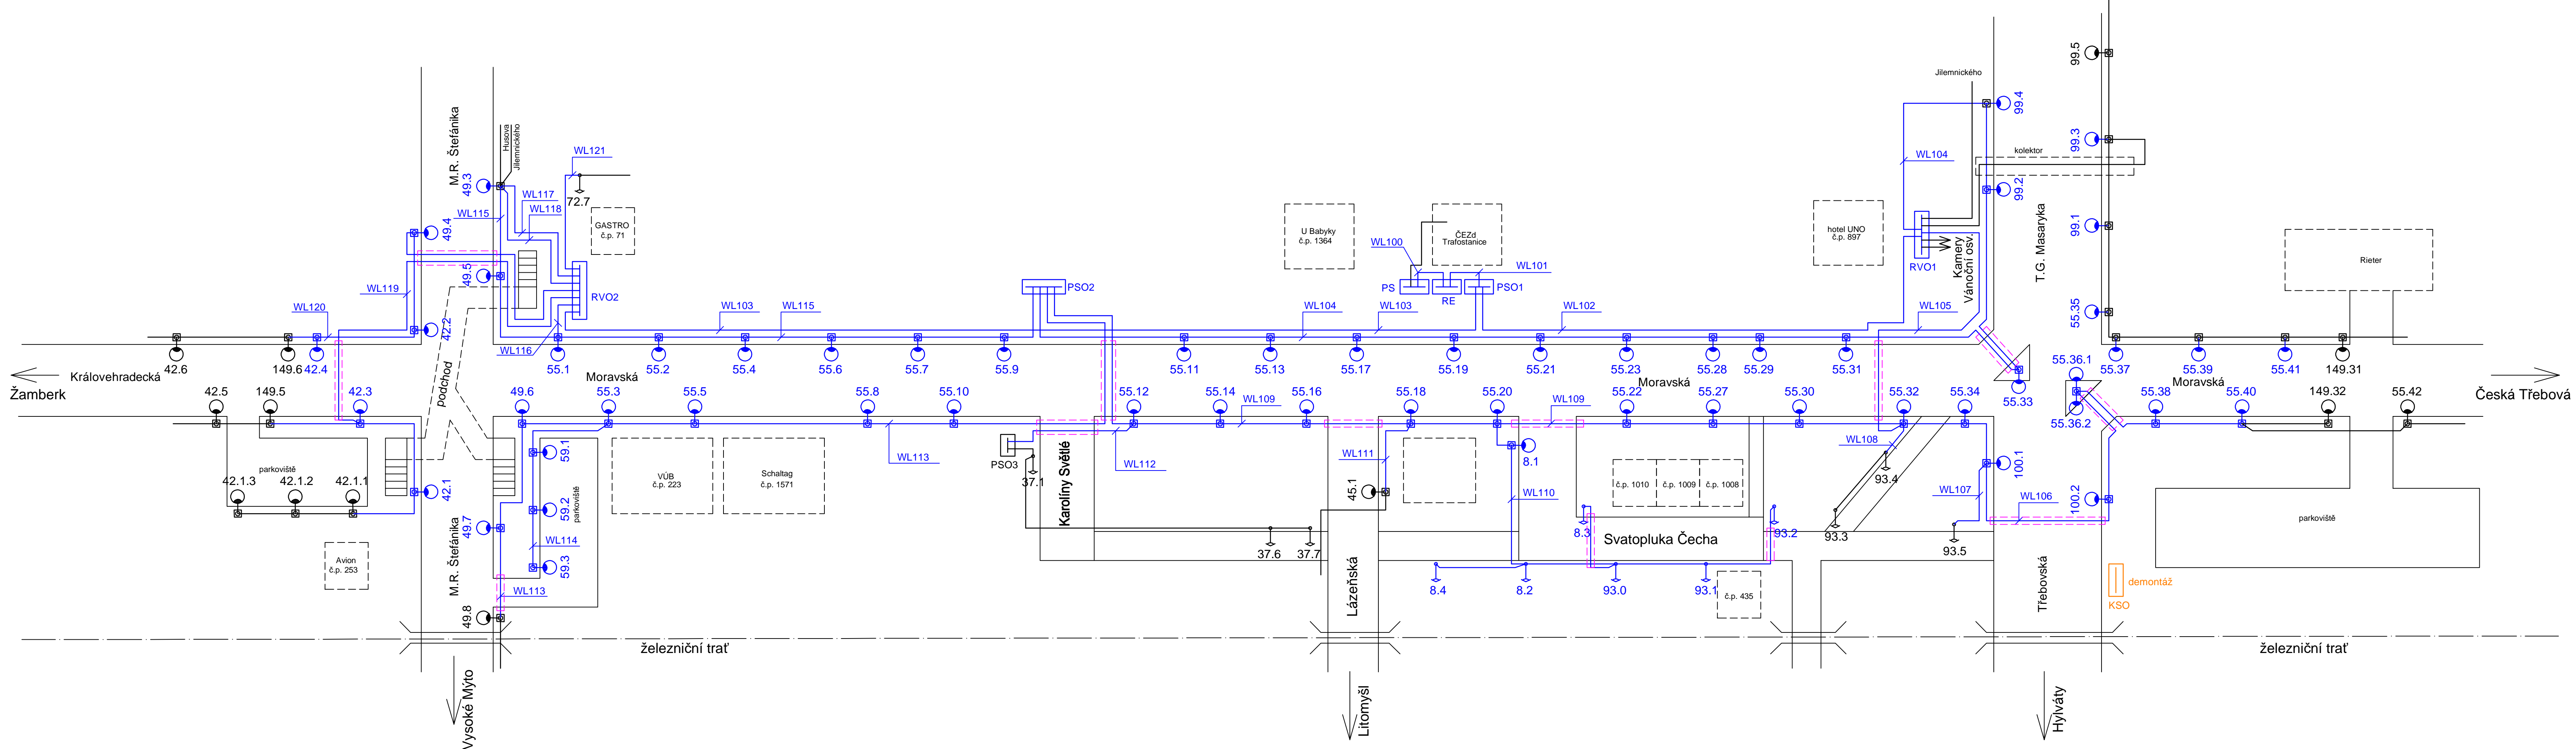 99.5
Jilemnického
99.4
kolektor
99.3
WL104
99.2
99.1
T.G. Masaryka
M.R. Štefánika
Husova
Jilemnického
WL121
49.3
WL117
WL118
WL115
72.7
GASTRO
č.p. 71
49.4
49.5
RVO2
WL119
WL120
42.2
WL103
WL115
WL116
PSO2
U Babyky
č.p. 1364
ČEZd
Trafostanice
WL100
WL101
PS
RE
PSO1
WL104
WL103
WL102
hotel UNO
č.p. 897
RVO1
Kamery
Vánoční osv.
WL105
55.35
Rieter
42.6
149.6
42.4
55.1
55.2
55.4
55.6
55.7
55.9
55.11
55.13
55.17
55.19
55.21
55.23
55.28
55.29
55.31
55.33
55.36.1
55.36.2
55.37
55.39
55.41
149.31
Žamberk
Královehradecká
podchod
Moravská
Moravská
Moravská
Česká Třebová
42.5
149.5
42.3
49.6
55.3
55.5
55.8
55.10
55.12
55.14
WL109
55.16
55.18
55.20
WL109
55.22
55.27
55.30
55.32
55.34
55.38
55.40
149.32
55.42
parkoviště
42.1.3
42.1.2
42.1.1
42.1
59.1
59.2
59.3
parkoviště
WL114
49.7
M.R. Štefánika
WL113
49.8
Avion
č.p. 253
VÚB
č.p. 223
Schaltag
č.p. 1571
WL113
PSO3
37.1
Karolíny Světlé
WL112
37.6
37.7
WL111
45.1
Lázeňská
8.1
WL110
8.3
8.4
8.2
93.0
93.1
93.2
č.p. 1010
č.p. 1009
č.p. 1008
Svatopluka Čecha
č.p. 435
WL108
93.4
93.3
93.5
WL107
100.1
WL106
100.2
Třebovská
parkoviště
demontáž
KSO
železniční trať
železniční trať
Vysoké Mýto
Litomyšl
Hylváty